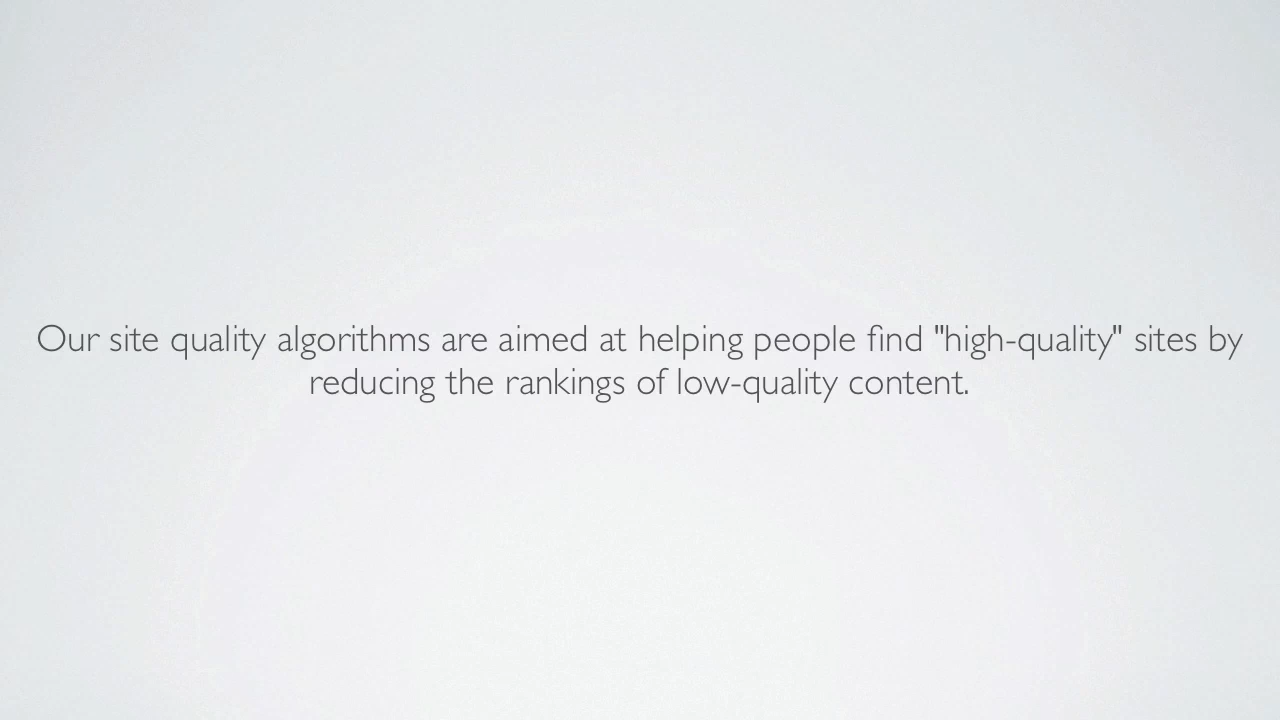 Our site quality algorithms are aimed at helping people find "high-quality" sites by
reducing the rankings of low-quality content.